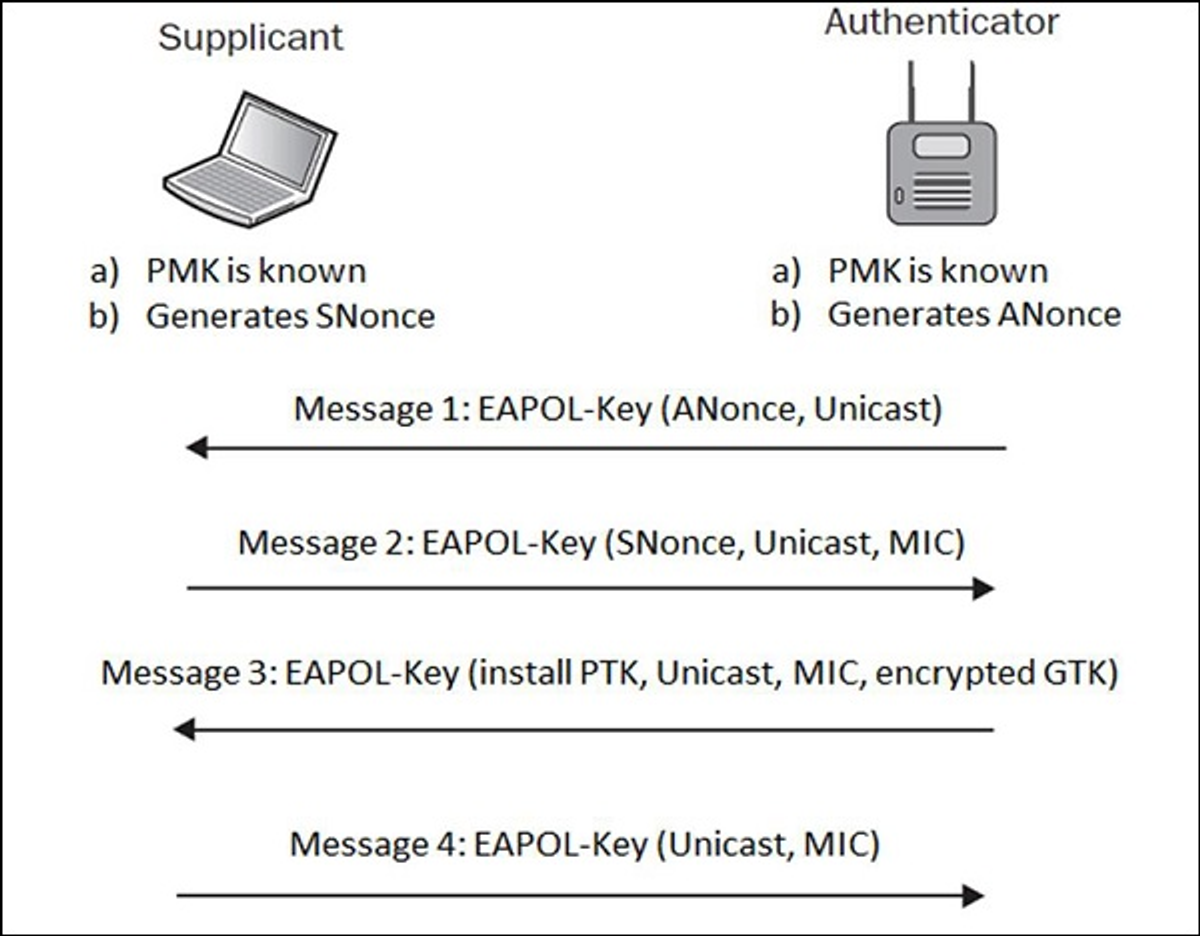 Supplicant
Authenticator
a) PMK is known
b) Generates SNonce
a) PMK is known
b) Generates ANonce
Message 1: EAPOL-Key (ANonce, Unicast)
Message 2: EAPOL-Key (SNonce, Unicast, MIC)
Message 3: EAPOL-Key (install PTK, Unicast, MIC, encrypted GTK)
Message 4: EAPOL-Key (Unicast, MIC)